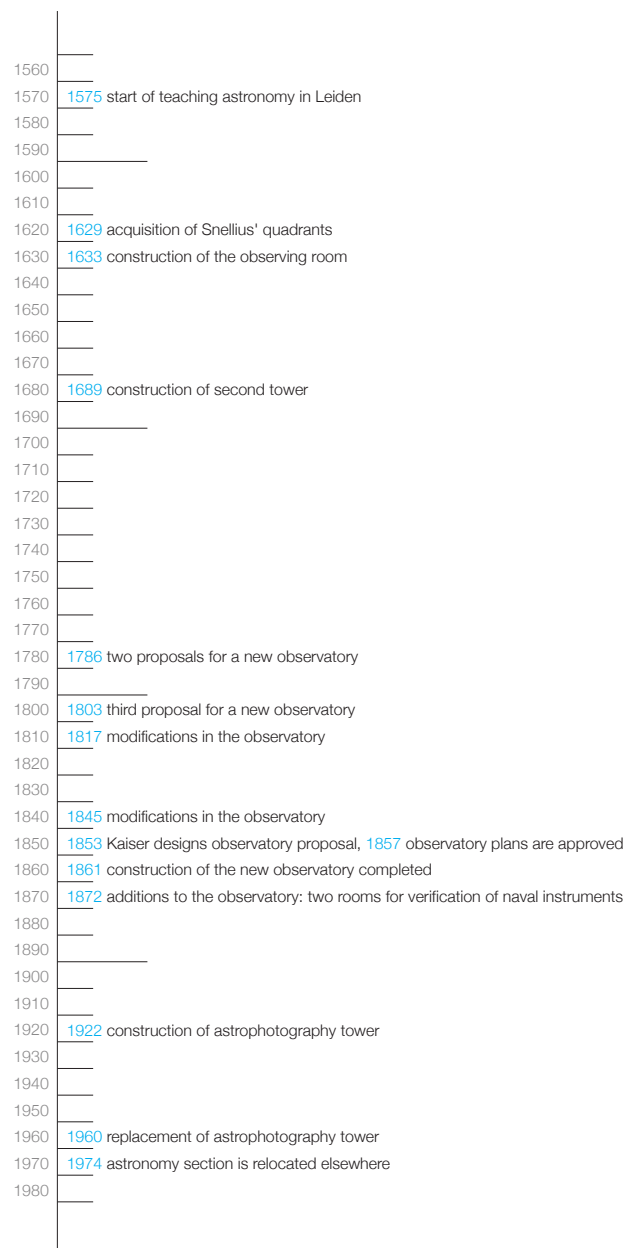 1560
1570 1575 start of teaching astronomy in Leiden
1580
1590
1600
1610
1620 1629 acquisition of Snellius' quadrants
1630 1633 construction of the observing room
1640
1650
1660
1670
1680 1689 construction of second tower
1690
1700
1710
1720
1730
1740
1750
1760
1770
1780 1786 two proposals for a new observatory
1790
1800 1803 third proposal for a new observatory
1810 1817 modifications in the observatory
1820
1830
1840 1845 modifications in the observatory
1850 1853 Kaiser designs observatory proposal, 1857 observatory plans are approved
1860 1861 construction of the new observatory completed
1870 1872 additions to the observatory: two rooms for verification of naval instruments
1880
1890
1900
1910
1920 1922 construction of astrophotography tower
1930
1940
1950
1960 1960 replacement of astrophotography tower
1970 1974 astronomy section is relocated elsewhere
1980